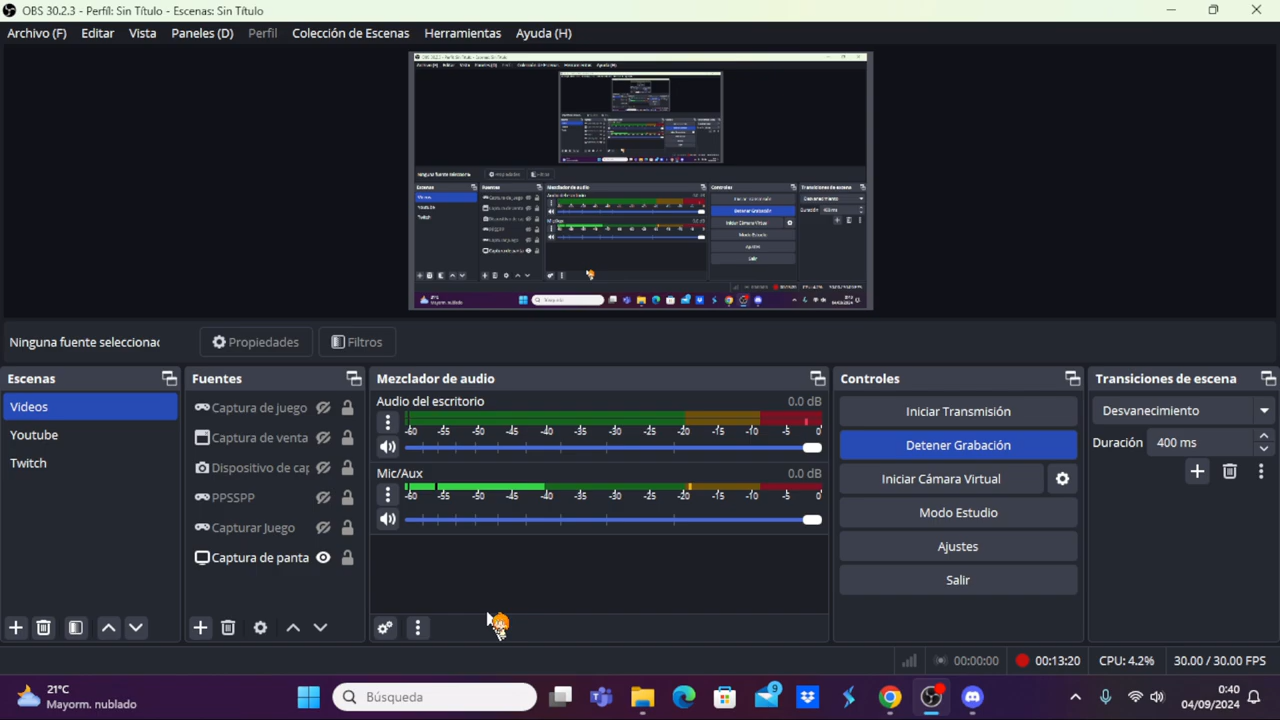 OBS 30.2.3 - Perfil: Sin Título - Escenas: Sin Título
Archivo (F) Editar Vista Paneles (D) Perfil Colección de Escenas Herramientas Ayuda (H)
Ninguna fuente seleccionad Propiedades Filtros
Escenas
Videos
Youtube
Twitch
Fuentes
Captura de juego
Captura de venta
Dispositivo de cap
PPSSPP
Capturar Juego
Captura de panta
Mezclador de audio
Audio del escritorio 0.0 dB
-60 -55 -50 -45 -40 -35 -30 -25 -20 -15 -10 -5 0
Mic/Aux 0.0 dB
-60 -55 -50 -45 -40 -35 -30 -25 -20 -15 -10 -5 0
Controles
Iniciar Transmisión
Detener Grabación
Iniciar Cámara Virtual
Modo Estudio
Ajustes
Salir
Transiciones de escena
Desvanecimiento
Duración 400 ms
00:00:00 00:13:20 CPU: 4.2% 30.00 / 30.00 FPS
21°C
Mayorm. nublado
Búsqueda
9
0:40
04/09/2024